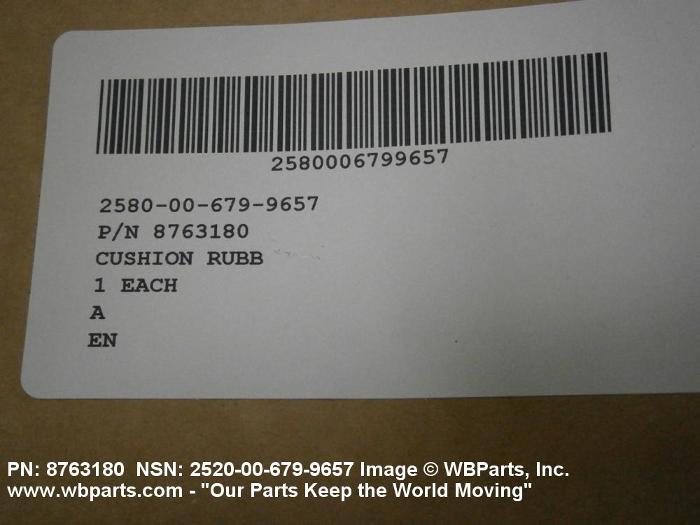 2580006799657
2580-00-679-9657
P/N 8763180
CUSHION RUBB
1 EACH
A
EN
PN: 8763180 NSN: 2520-00-679-9657 Image © WBParts, Inc.
www.wbparts.com - "Our Parts Keep the World Moving"